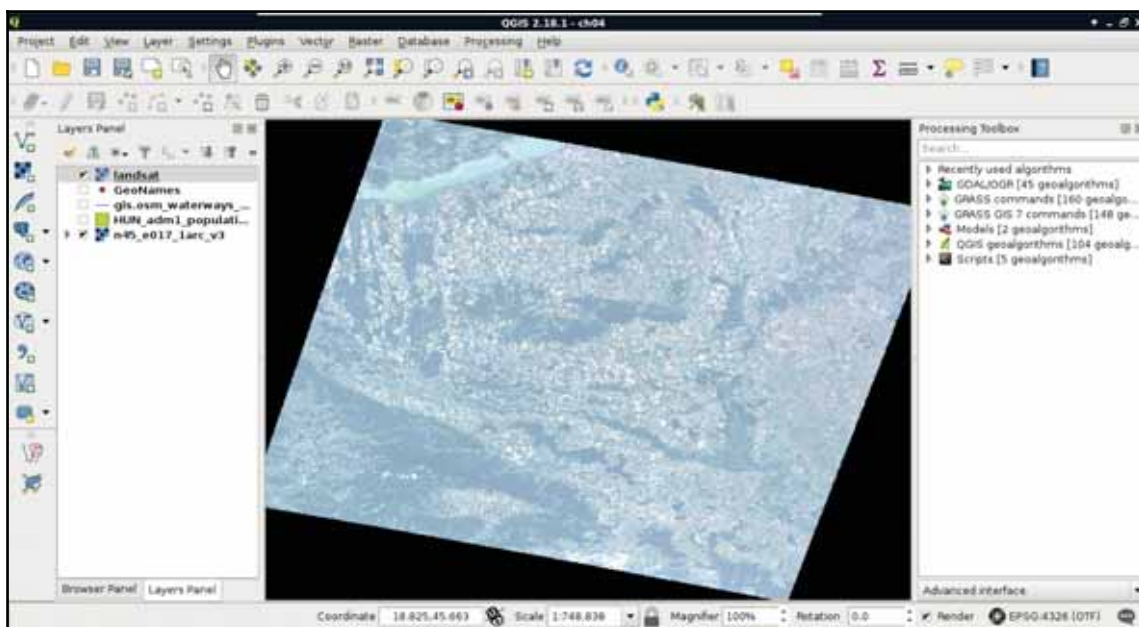 QGIS 2.18.1 - ch04
Project Edit View Layer Settings Plugins Vector Raster Database Processing Help
Layers Panel
landsat
GeoNames
gis.osm_waterways_...
HUN_adm1_populati...
n45_e017_1arc_v3
Browser Panel Layers Panel
Processing Toolbox
Search...
Recently used algorithms
GDAL/OGR [45 geoalgorithms]
GRASS commands [160 geoalgo...
GRASS GIS 7 commands [148 ge...
Models [2 geoalgorithms]
QGIS geoalgorithms [104 geoalg...
Scripts [5 geoalgorithms]
Advanced interface
Coordinate 18.825,45.663 Scale 1:748,836 Magnifier 100% Rotation 0.0 Render EPSG:4326 (OTF)